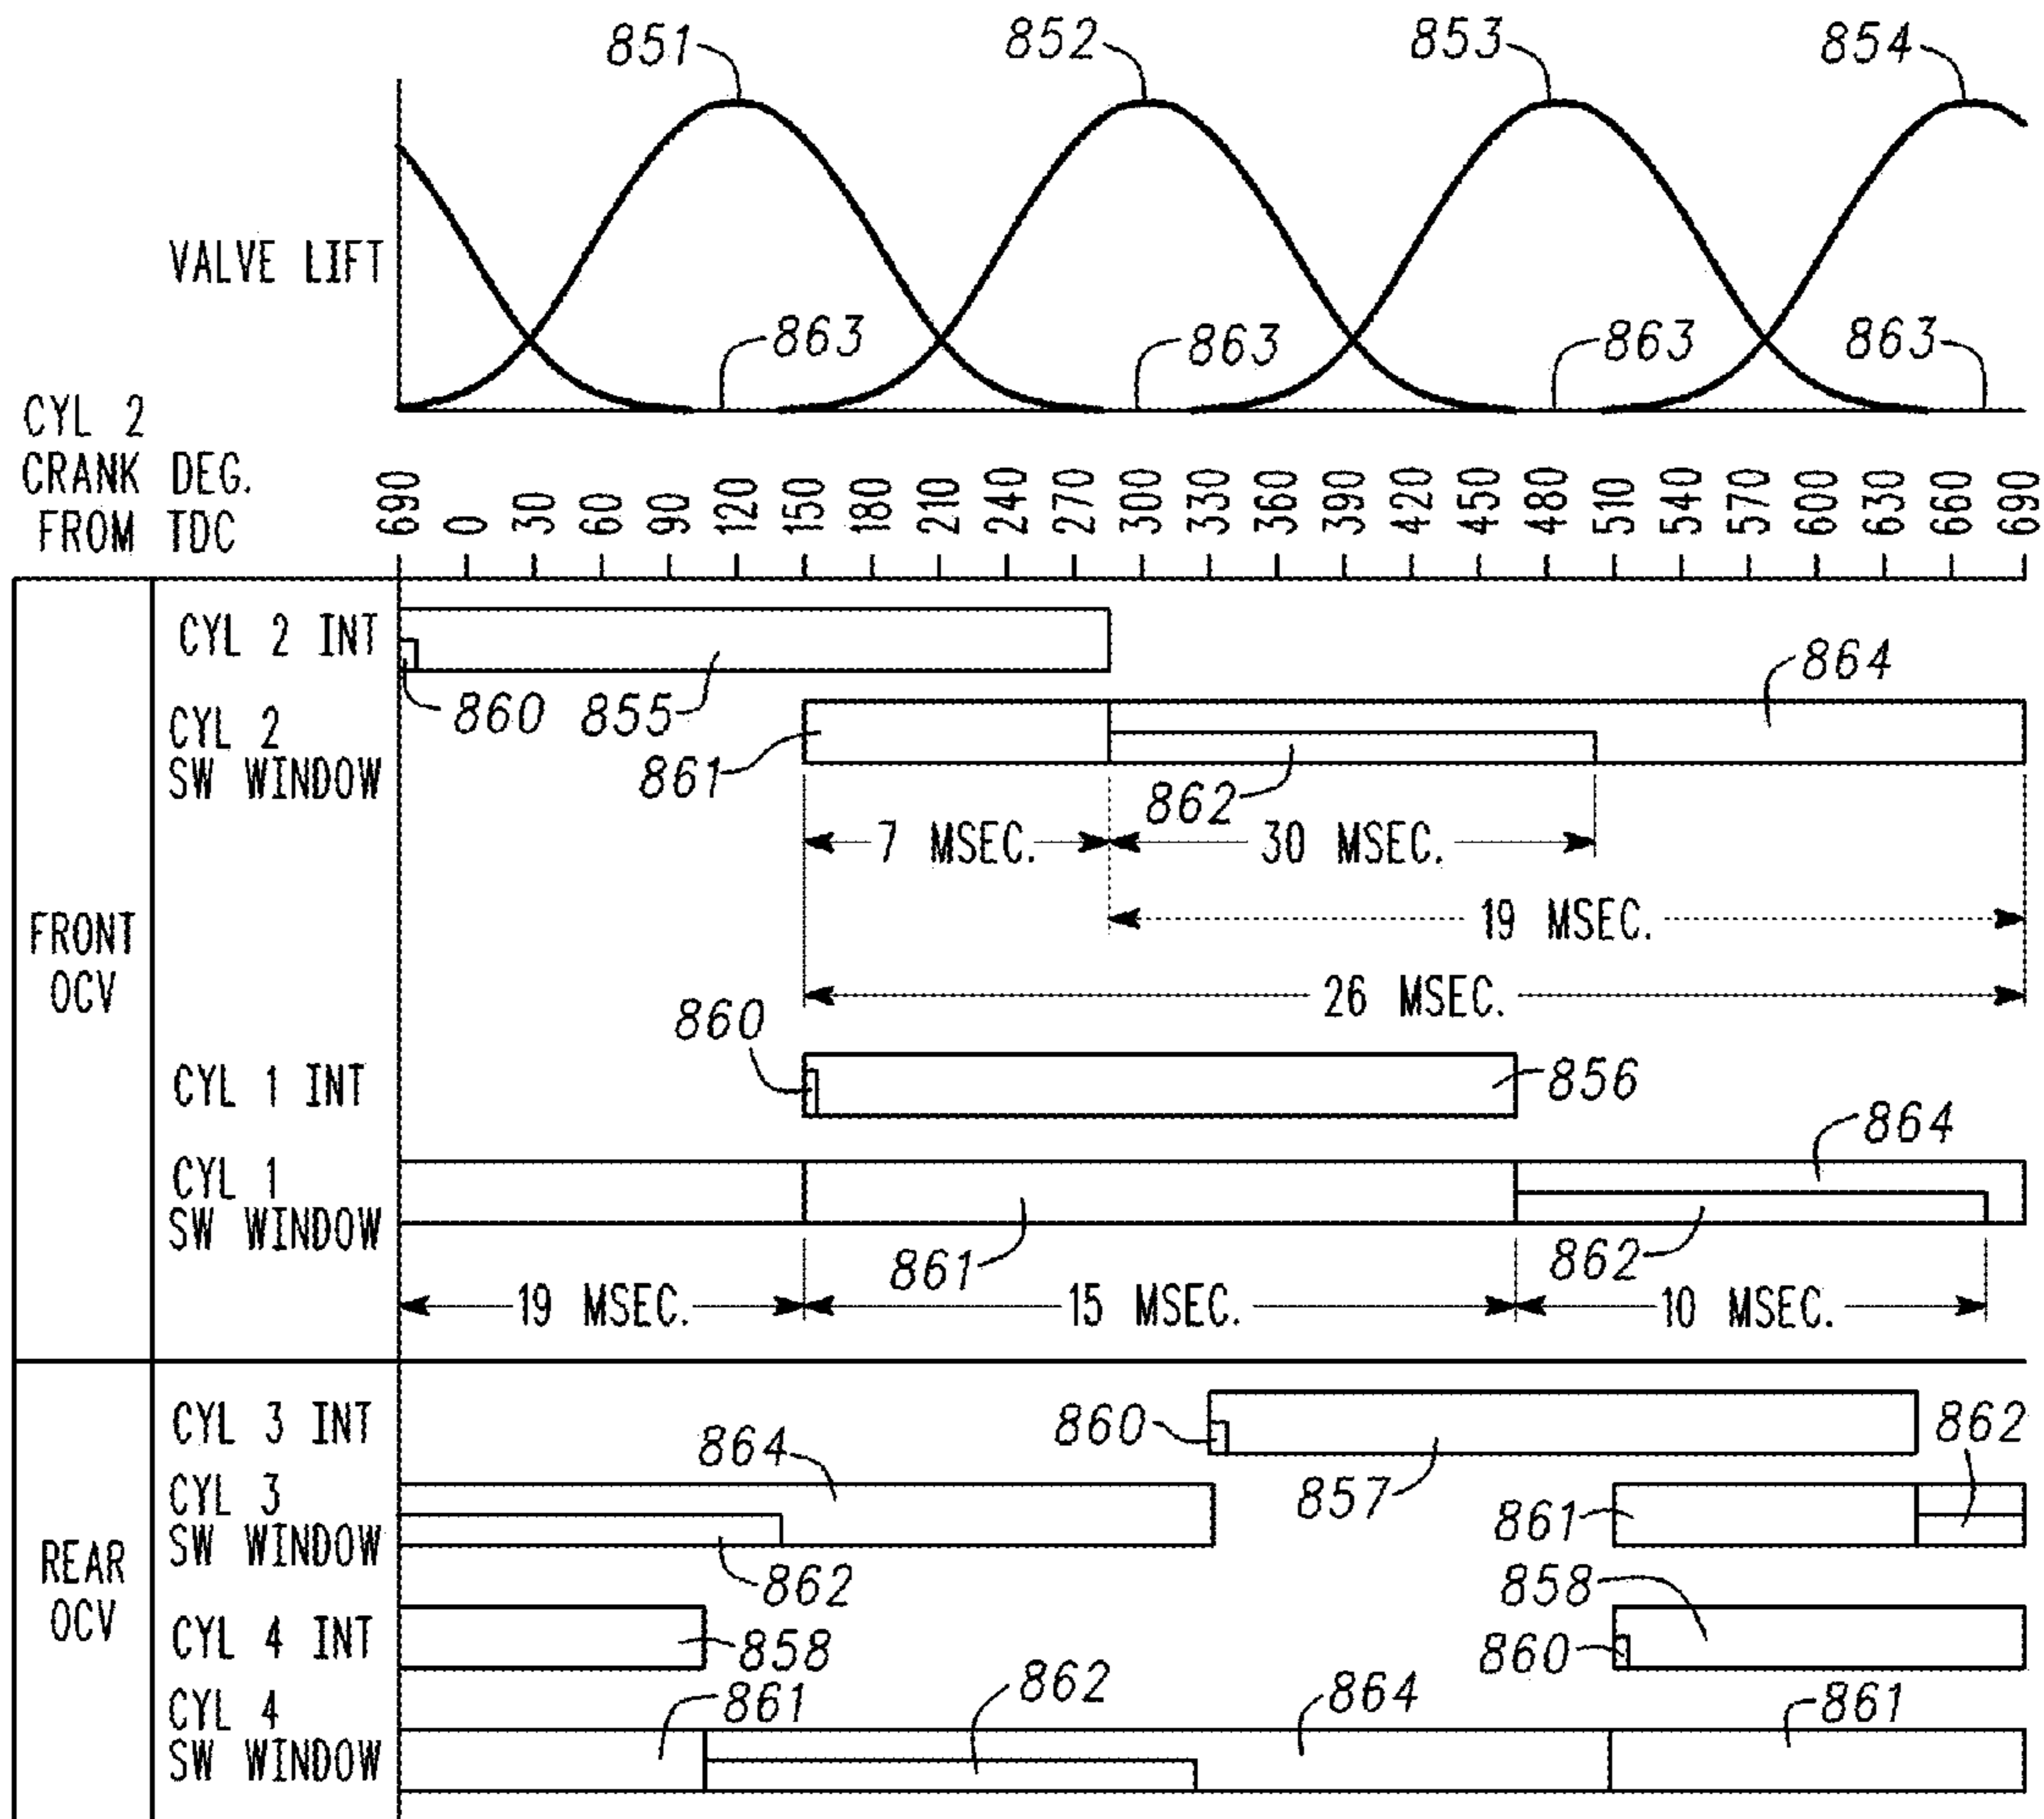 851 852 853 854
VALVE LIFT
863 863 863 863
CYL 2
CRANK DEG.
FROM TDC
690 0 30 60 90 120 150 180 210 240 270 300 330 360 390 420 450 480 510 540 570 600 630 660 690
FRONT
OCV
CYL 2 INT
860 855
864
CYL 2
SW WINDOW
861 862
7 MSEC. 30 MSEC.
19 MSEC.
26 MSEC.
860
CYL 1 INT
856
864
CYL 1
SW WINDOW
861 862
19 MSEC. 15 MSEC. 10 MSEC.
REAR
OCV
CYL 3 INT
860 857 862
864
CYL 3
SW WINDOW
862 861
858
CYL 4 INT
858 860
861 862 864 861
CYL 4
SW WINDOW